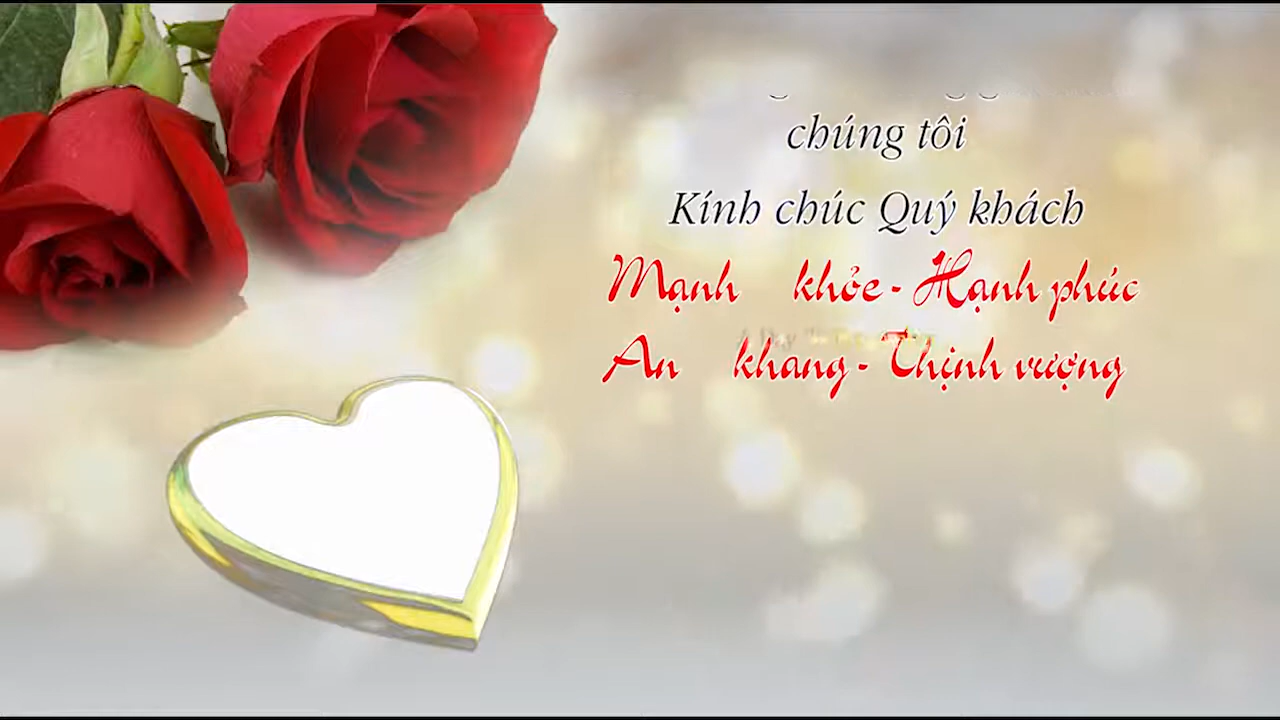 chúng tôi
Kính chúc Quý khách
Mạnh khỏe - Hạnh phúc
An khang - Thịnh vượng